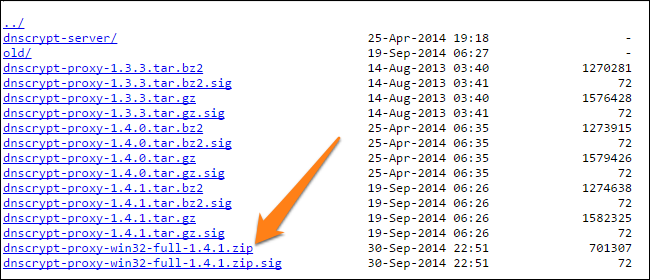 ../
dnscrypt-server/ 25-Apr-2014 19:18 -
old/ 19-Sep-2014 06:27 -
dnscrypt-proxy-1.3.3.tar.bz2 14-Aug-2013 03:40 1270281
dnscrypt-proxy-1.3.3.tar.bz2.sig 14-Aug-2013 03:41 72
dnscrypt-proxy-1.3.3.tar.gz 14-Aug-2013 03:40 1576428
dnscrypt-proxy-1.3.3.tar.gz.sig 14-Aug-2013 03:41 72
dnscrypt-proxy-1.4.0.tar.bz2 25-Apr-2014 06:35 1273915
dnscrypt-proxy-1.4.0.tar.bz2.sig 25-Apr-2014 06:35 72
dnscrypt-proxy-1.4.0.tar.gz 25-Apr-2014 06:35 1579426
dnscrypt-proxy-1.4.0.tar.gz.sig 25-Apr-2014 06:35 72
dnscrypt-proxy-1.4.1.tar.bz2 19-Sep-2014 06:26 1274638
dnscrypt-proxy-1.4.1.tar.bz2.sig 19-Sep-2014 06:26 72
dnscrypt-proxy-1.4.1.tar.gz 19-Sep-2014 06:26 1582325
dnscrypt-proxy-1.4.1.tar.gz.sig 19-Sep-2014 06:26 72
dnscrypt-proxy-win32-full-1.4.1.zip 30-Sep-2014 22:51 701307
dnscrypt-proxy-win32-full-1.4.1.zip.sig 30-Sep-2014 22:51 72